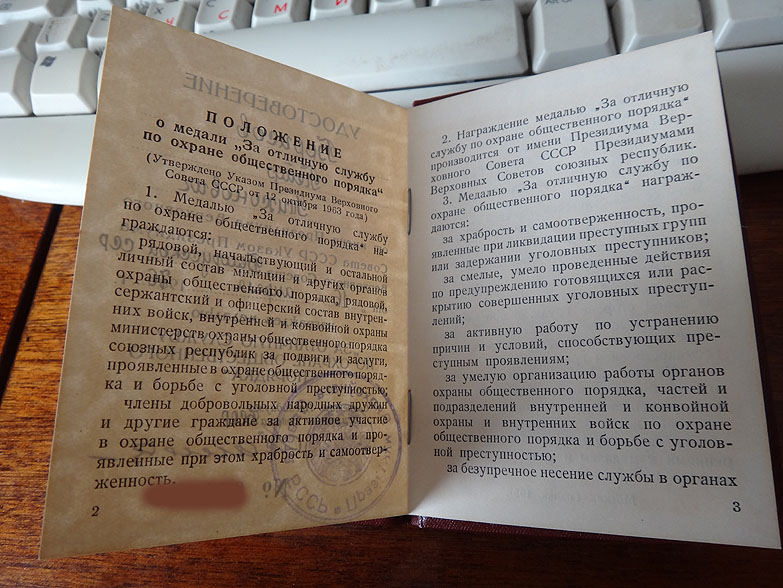 ПОЛОЖЕНИЕ
о медали „За отличную службу
по охране общественного порядка“
(Утверждено Указом Президиума Верховного
Совета СССР от 12 октября 1963 года)
1. Медалью „За отличную службу
по охране общественного порядка“ на-
граждаются:
рядовой, начальствующий и остальной
личный состав милиции и других органов
охраны общественного порядка, рядовой,
сержантский и офицерский состав внутрен-
них войск, внутренней и конвойной охраны
министерств охраны общественного порядка
союзных республик за подвиги и заслуги,
проявленные в охране общественного поряд-
ка и борьбе с уголовной преступностью;
члены добровольных народных дружин
и другие граждане за активное участие
в охране общественного порядка и про-
явленные при этом храбрость и самоотвер-
женность.
2
2. Награждение медалью „За отличную
службу по охране общественного порядка“
производится от имени Президиума Вер-
ховного Совета СССР Президиумами
Верховных Советов союзных республик.
3. Медалью „За отличную службу по
охране общественного порядка“ награж-
даются:
за храбрость и самоотверженность, про-
явленные при ликвидации преступных групп
или задержании уголовных преступников;
за смелые, умело проведенные действия
по предупреждению готовящихся или рас-
крытию совершенных уголовных преступ-
лений;
за активную работу по устранению
причин и условий, способствующих пре-
ступным проявлениям;
за умелую организацию работы органов
охраны общественного порядка, частей и
подразделений внутренней и конвойной
охраны и внутренних войск по охране
общественного порядка и борьбе с уголов-
ной преступностью;
за безупречное несение службы в органах
3